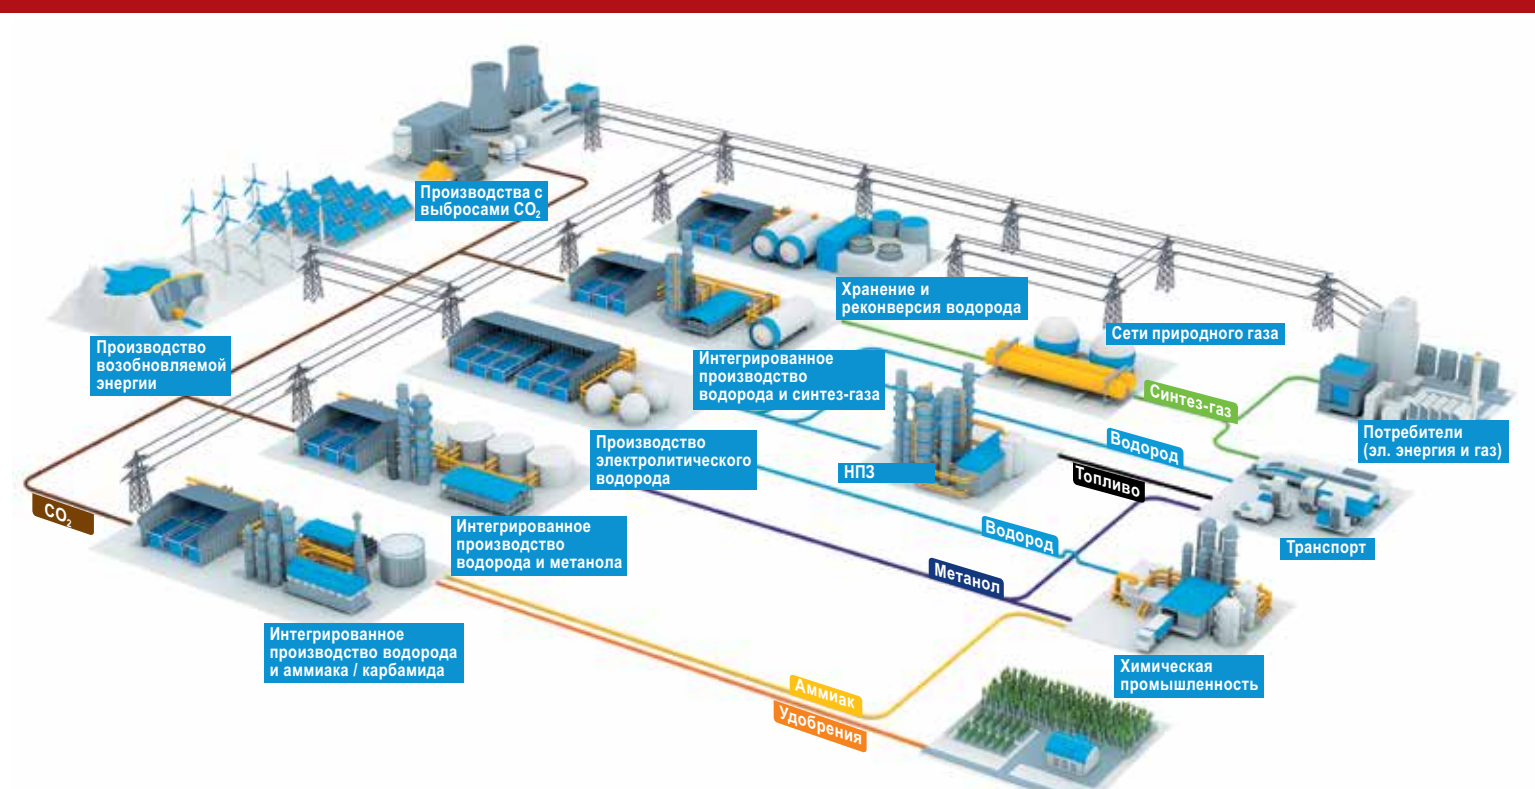 Производства с
выбросами CO₂
Хранение и
реконверсия водорода
Сети природного газа
Производство
возобновляемой
энергии
Интегрированное
производство
водорода и синтез-газа
Синтез-газ
Потребители
(эл. энергия и газ)
Производство
электролитического
водорода
НПЗ
Водород
Топливо
CO₂
Интегрированное
производство
водорода и метанола
Водород
Транспорт
Метанол
Интегрированное
производство водорода
и аммиака / карбамида
Химическая
промышленность
Аммиак
Удобрения